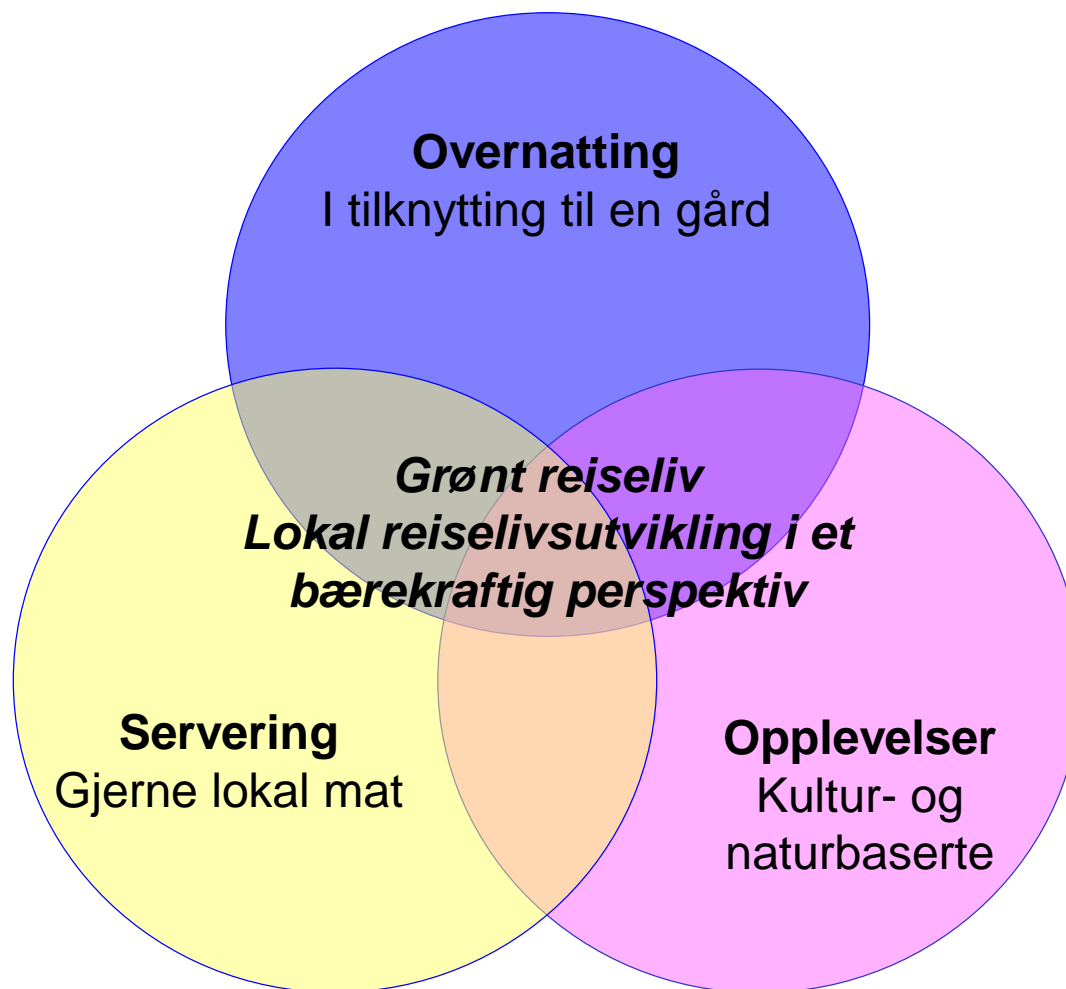 Overnatting
I tilknytting til en gård
Grønt reiseliv
Lokal reiselivsutvikling i et
bærekraftig perspektiv
Servering
Gjerne lokal mat
Opplevelser
Kultur- og
naturbaserte